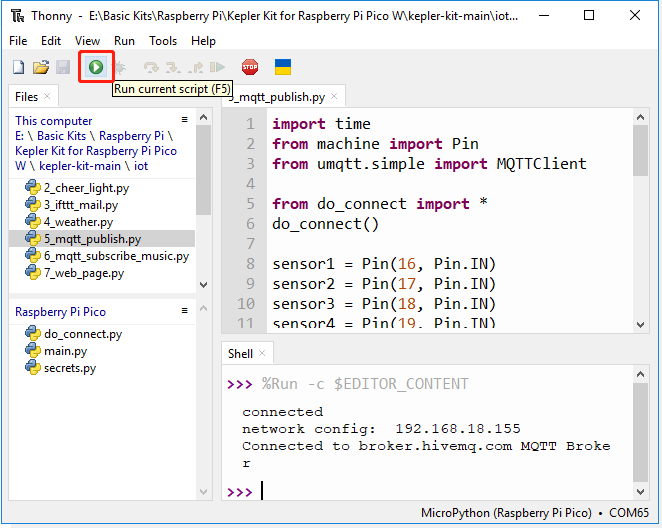 Thonny - E:\Basic Kits\Raspberry Pi\Kepler Kit for Raspberry Pi Pico W\kepler-kit-main\iot...
File Edit View Run Tools Help
STOP
Run current script (F5)
Files
This computer
E: \ Basic Kits \ Raspberry Pi \
Kepler Kit for Raspberry Pi Pico
W \ kepler-kit-main \ iot
2_cheer_light.py
3_ifttt_mail.py
4_weather.py
5_mqtt_publish.py
6_mqtt_subscribe_music.py
7_web_page.py
Raspberry Pi Pico
do_connect.py
main.py
secrets.py
5_mqtt_publish.py
1 import time
2 from machine import Pin
3 from umqtt.simple import MQTTClient
4
5 from do_connect import *
6 do_connect()
7
8 sensor1 = Pin(16, Pin.IN)
9 sensor2 = Pin(17, Pin.IN)
10 sensor3 = Pin(18, Pin.IN)
11 sensor4 = Pin(19, Pin.IN)
Shell
>>> %Run -c $EDITOR_CONTENT
connected
network config:  192.168.18.155
Connected to broker.hivemq.com MQTT Broke
r
>>>
MicroPython (Raspberry Pi Pico) • COM65